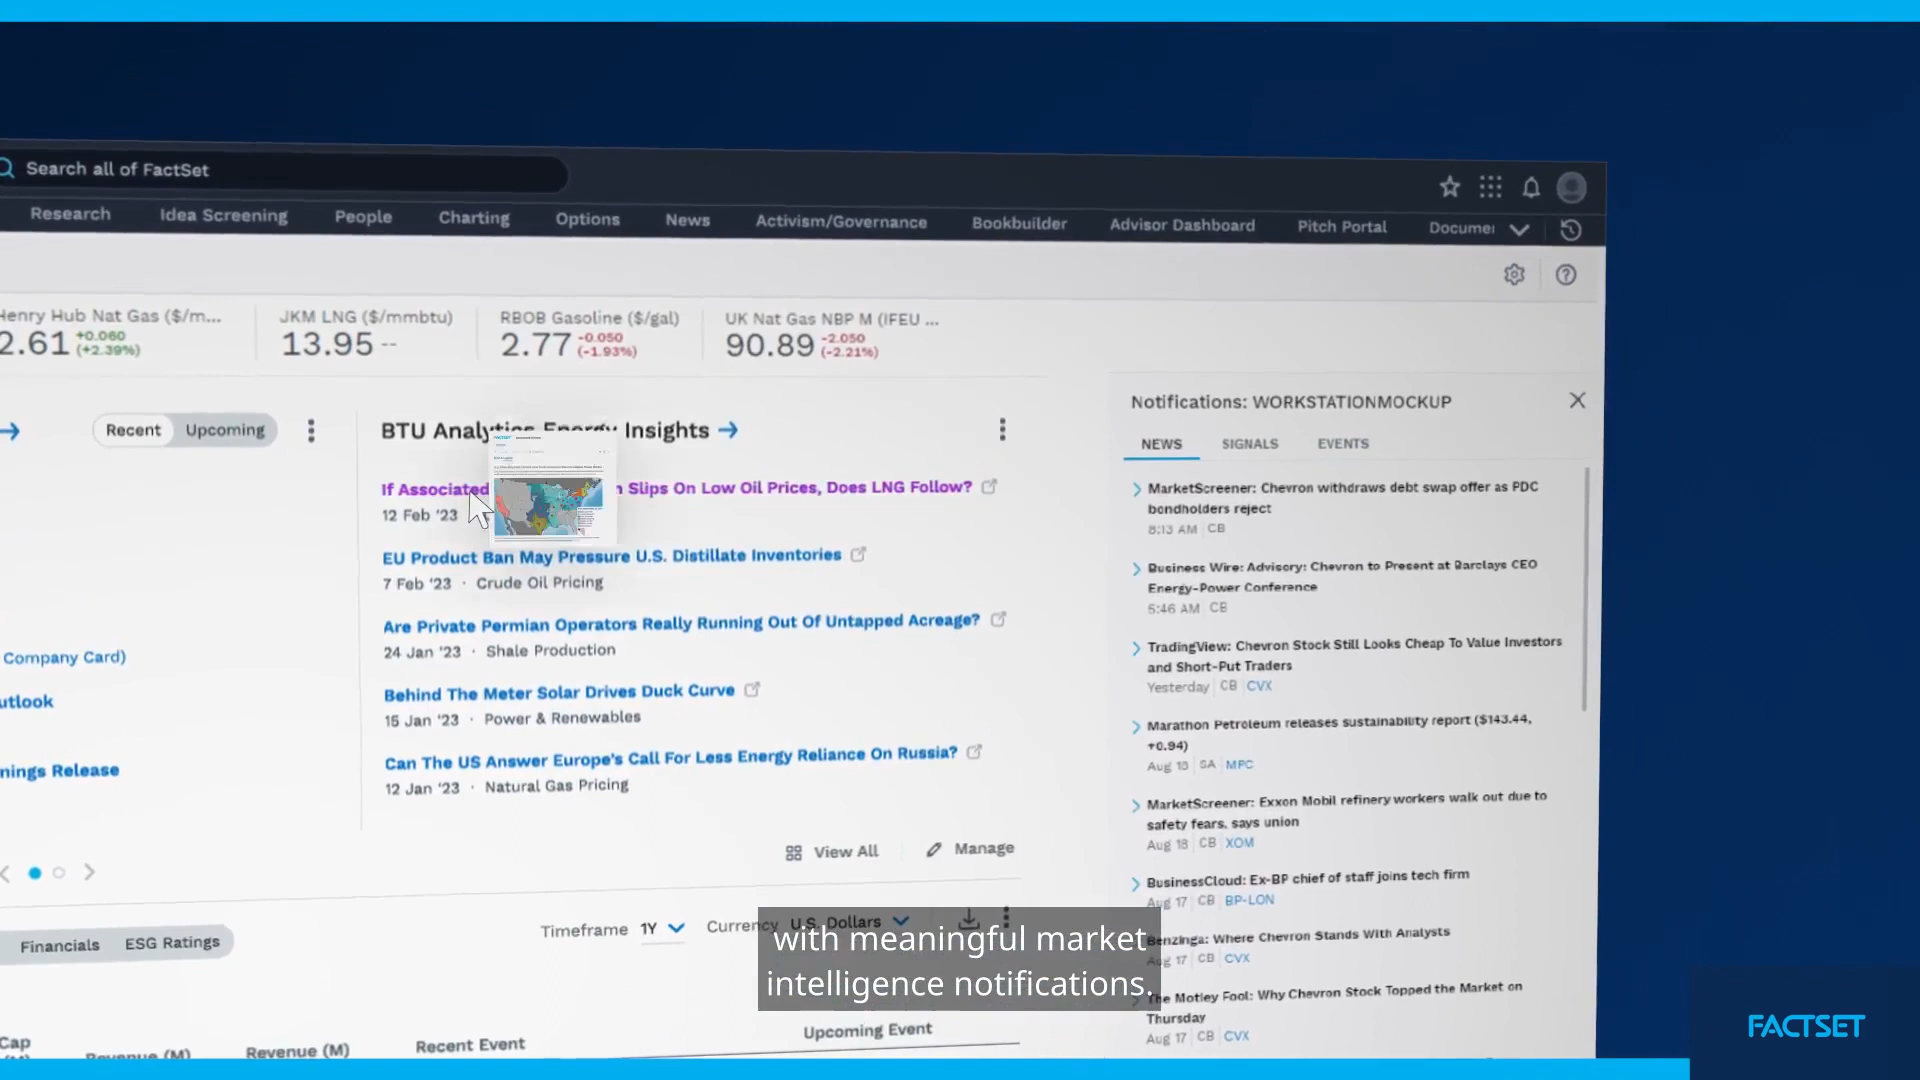 Search all of FactSet
Research Idea Screening People Charting Options News Activism/Governance Bookbuilder Advisor Dashboard Pitch Portal Documen
Henry Hub Nat Gas ($/m... JKM LNG ($/mmbtu) RBOB Gasoline ($/gal) UK Nat Gas NBP M (IFEU ...
2.61 +0.060 (+2.39%) 13.95 -- 2.77 -0.050 (-1.93%) 90.89 -2.050 (-2.21%)
Recent Upcoming
BTU Analytics Energy Insights
If Associated Slips On Low Oil Prices, Does LNG Follow?
12 Feb '23
EU Product Ban May Pressure U.S. Distillate Inventories
7 Feb '23 · Crude Oil Pricing
Are Private Permian Operators Really Running Out Of Untapped Acreage?
24 Jan '23 · Shale Production
Behind The Meter Solar Drives Duck Curve
15 Jan '23 · Power & Renewables
Can The US Answer Europe's Call For Less Energy Reliance On Russia?
12 Jan '23 · Natural Gas Pricing
Company Card)
utlook
nings Release
View All Manage
Financials ESG Ratings
Timeframe 1Y Currency U.S. Dollars
Cap
Revenue (M) Revenue (M) Recent Event Upcoming Event
Notifications: WORKSTATIONMOCKUP
NEWS SIGNALS EVENTS
MarketScreener: Chevron withdraws debt swap offer as PDC
bondholders reject
8:13 AM CB
Business Wire: Advisory: Chevron to Present at Barclays CEO
Energy-Power Conference
5:46 AM CB
TradingView: Chevron Stock Still Looks Cheap To Value Investors
and Short-Put Traders
Yesterday CB CVX
Marathon Petroleum releases sustainability report ($143.44,
+0.94)
Aug 18 SA MPC
MarketScreener: Exxon Mobil refinery workers walk out due to
safety fears, says union
Aug 18 CB XOM
BusinessCloud: Ex-BP chief of staff joins tech firm
Aug 17 CB BP-LON
Benzinga: Where Chevron Stands With Analysts
Aug 17 CB CVX
The Motley Fool: Why Chevron Stock Topped the Market on
Thursday
Aug 17 CB CVX
with meaningful market
intelligence notifications.
FACTSET